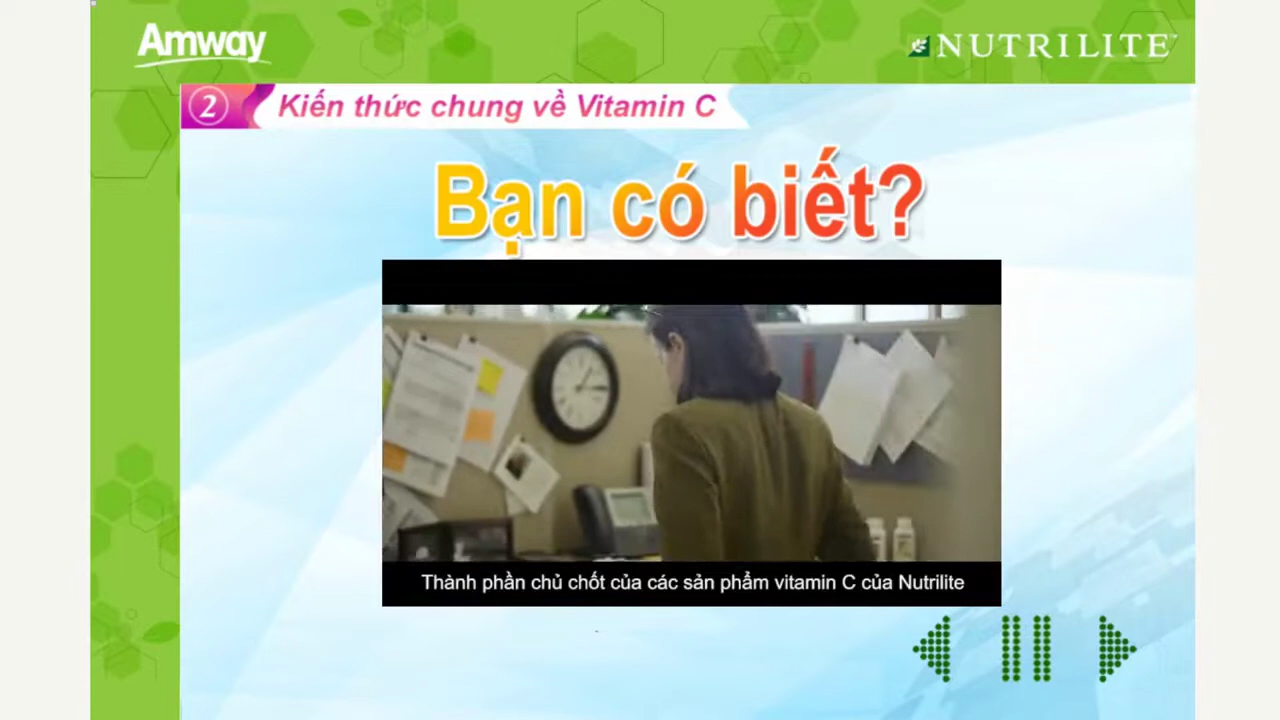 Amway
NUTRILITE
2
Kiến thức chung về Vitamin C
Bạn có biết?
Thành phần chủ chốt của các sản phẩm vitamin C của Nutrilite